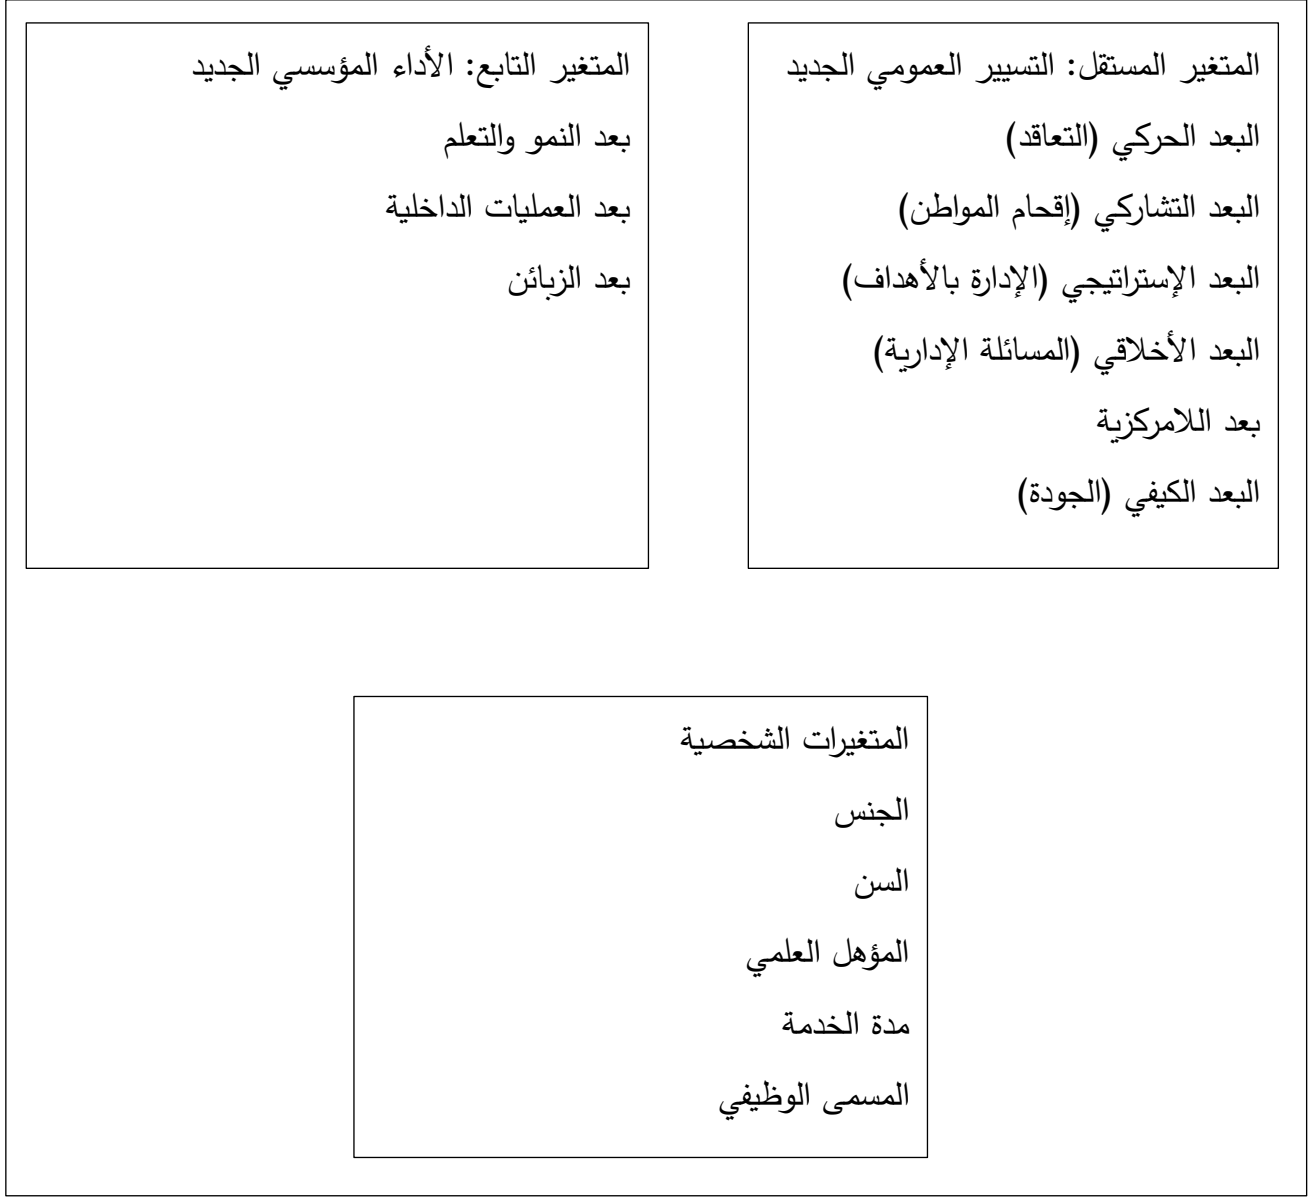 المتغير المستقل: التسيير العمومي الجديد
البعد الحركي (التعاقد)
البعد التشاركي (إقحام المواطن)
البعد الإستراتيجي (الإدارة بالأهداف)
البعد الأخلاقي (المسائلة الإدارية)
بعد اللامركزية
البعد الكيفي (الجودة)
المتغير التابع: الأداء المؤسسي الجديد
بعد النمو والتعلم
بعد العمليات الداخلية
بعد الزبائن
المتغيرات الشخصية
الجنس
السن
المؤهل العلمي
مدة الخدمة
المسمى الوظيفي